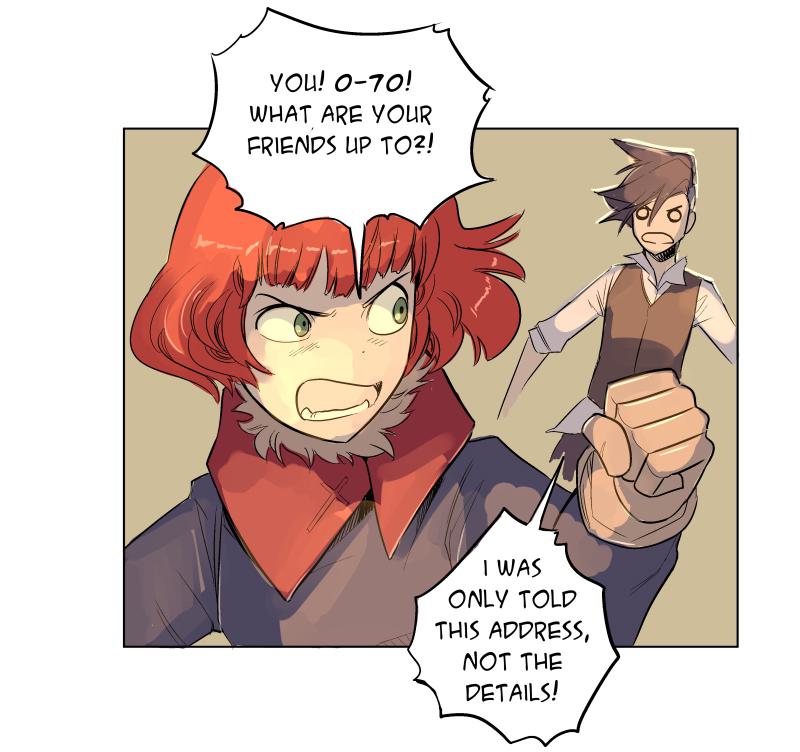 YOU! O-70!
WHAT ARE YOUR
FRIENDS UP TO?!
I WAS
ONLY TOLD
THIS ADDRESS,
NOT THE
DETAILS!